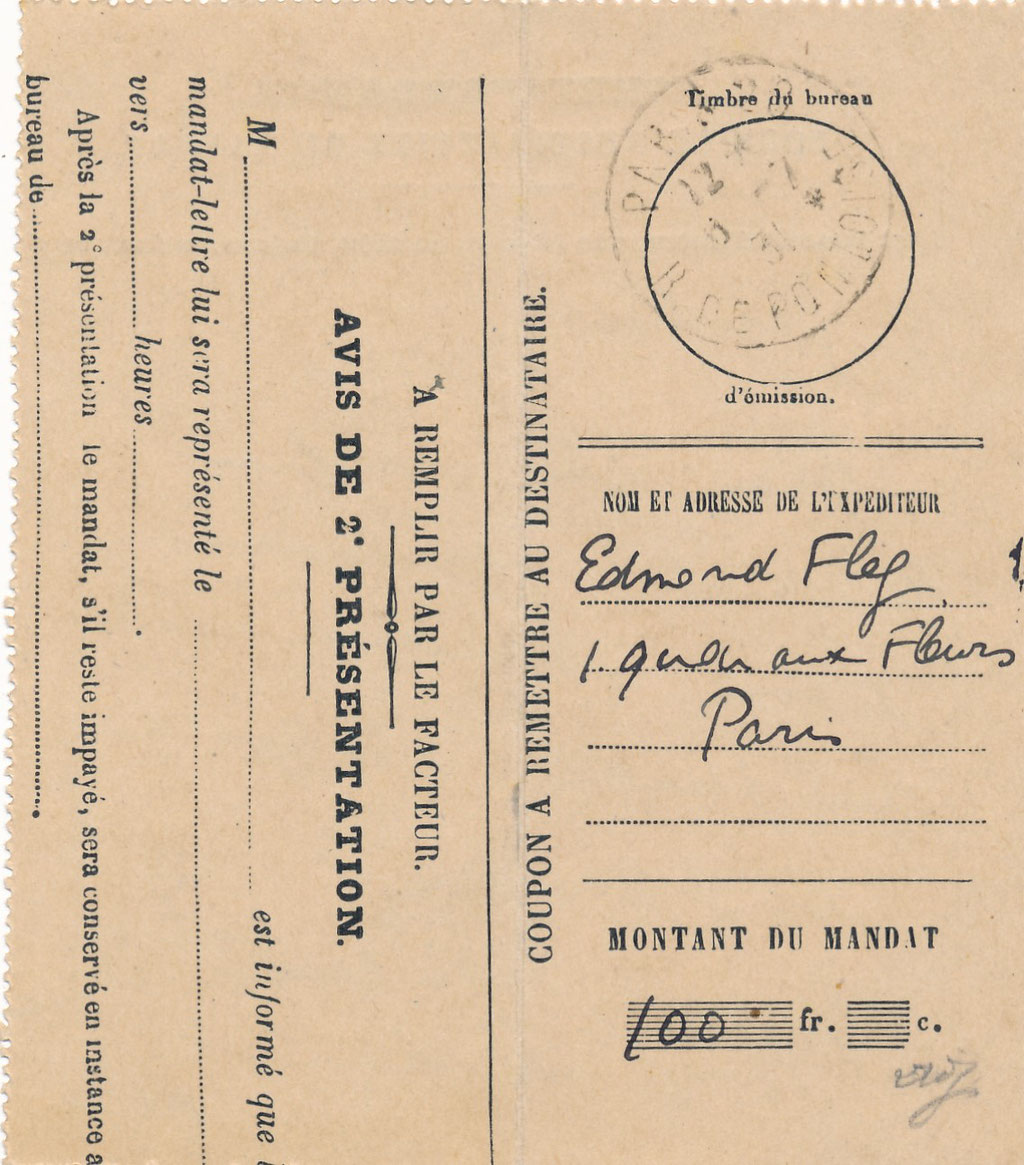 Timbre du bureau
R. DE PONTOISE
d'émission.
NOM ET ADRESSE DE L'EXPEDITEUR
Edmond Fleg
1. quai aux Fleurs
Paris
MONTANT DU MANDAT
100 fr. c.
COUPON A REMETTRE AU DESTINATAIRE.
A REMPLIR PAR LE FACTEUR.
AVIS DE 2e PRÉSENTATION.
M est informé que
mandat-lettre lui sera représenté le
vers heures .
Après la 2e présentation le mandat, s'il reste impayé, sera conservé en instance a
bureau de .